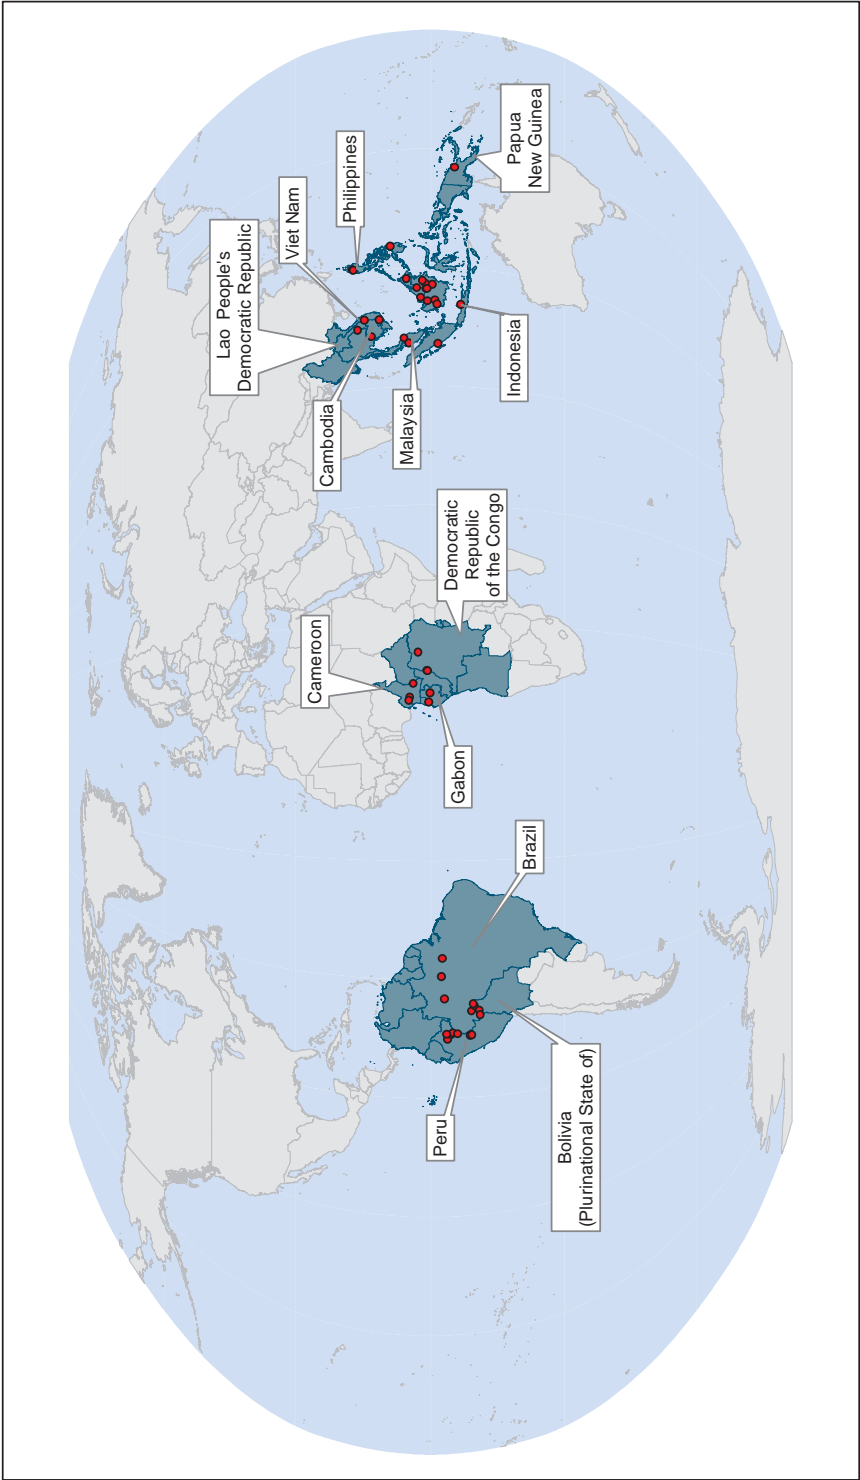 Papua
New Guinea
Philippines
Viet Nam
Lao People's
Democratic Republic
Indonesia
Cambodia
Malaysia
Democratic
Republic
of the Congo
Cameroon
Gabon
Brazil
Peru
Bolivia
(Plurinational State of)